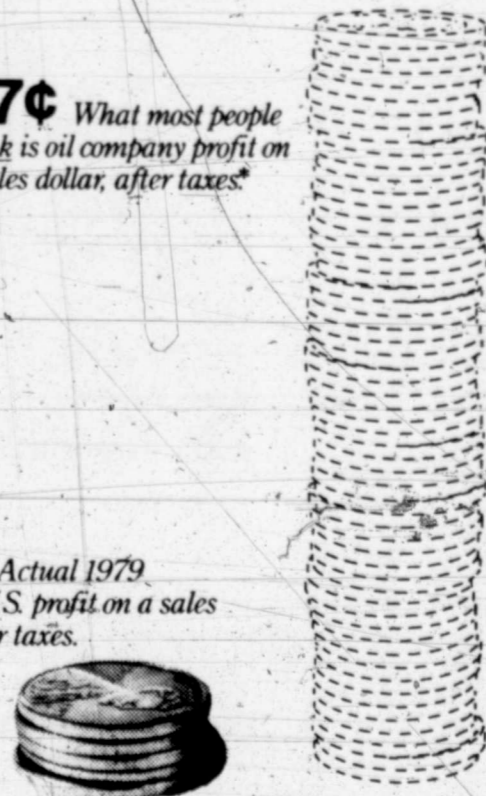 7¢ What most people
k is oil company profit on
les dollar, after taxes.*
Actual 1979
S. profit on a sales
r taxes.